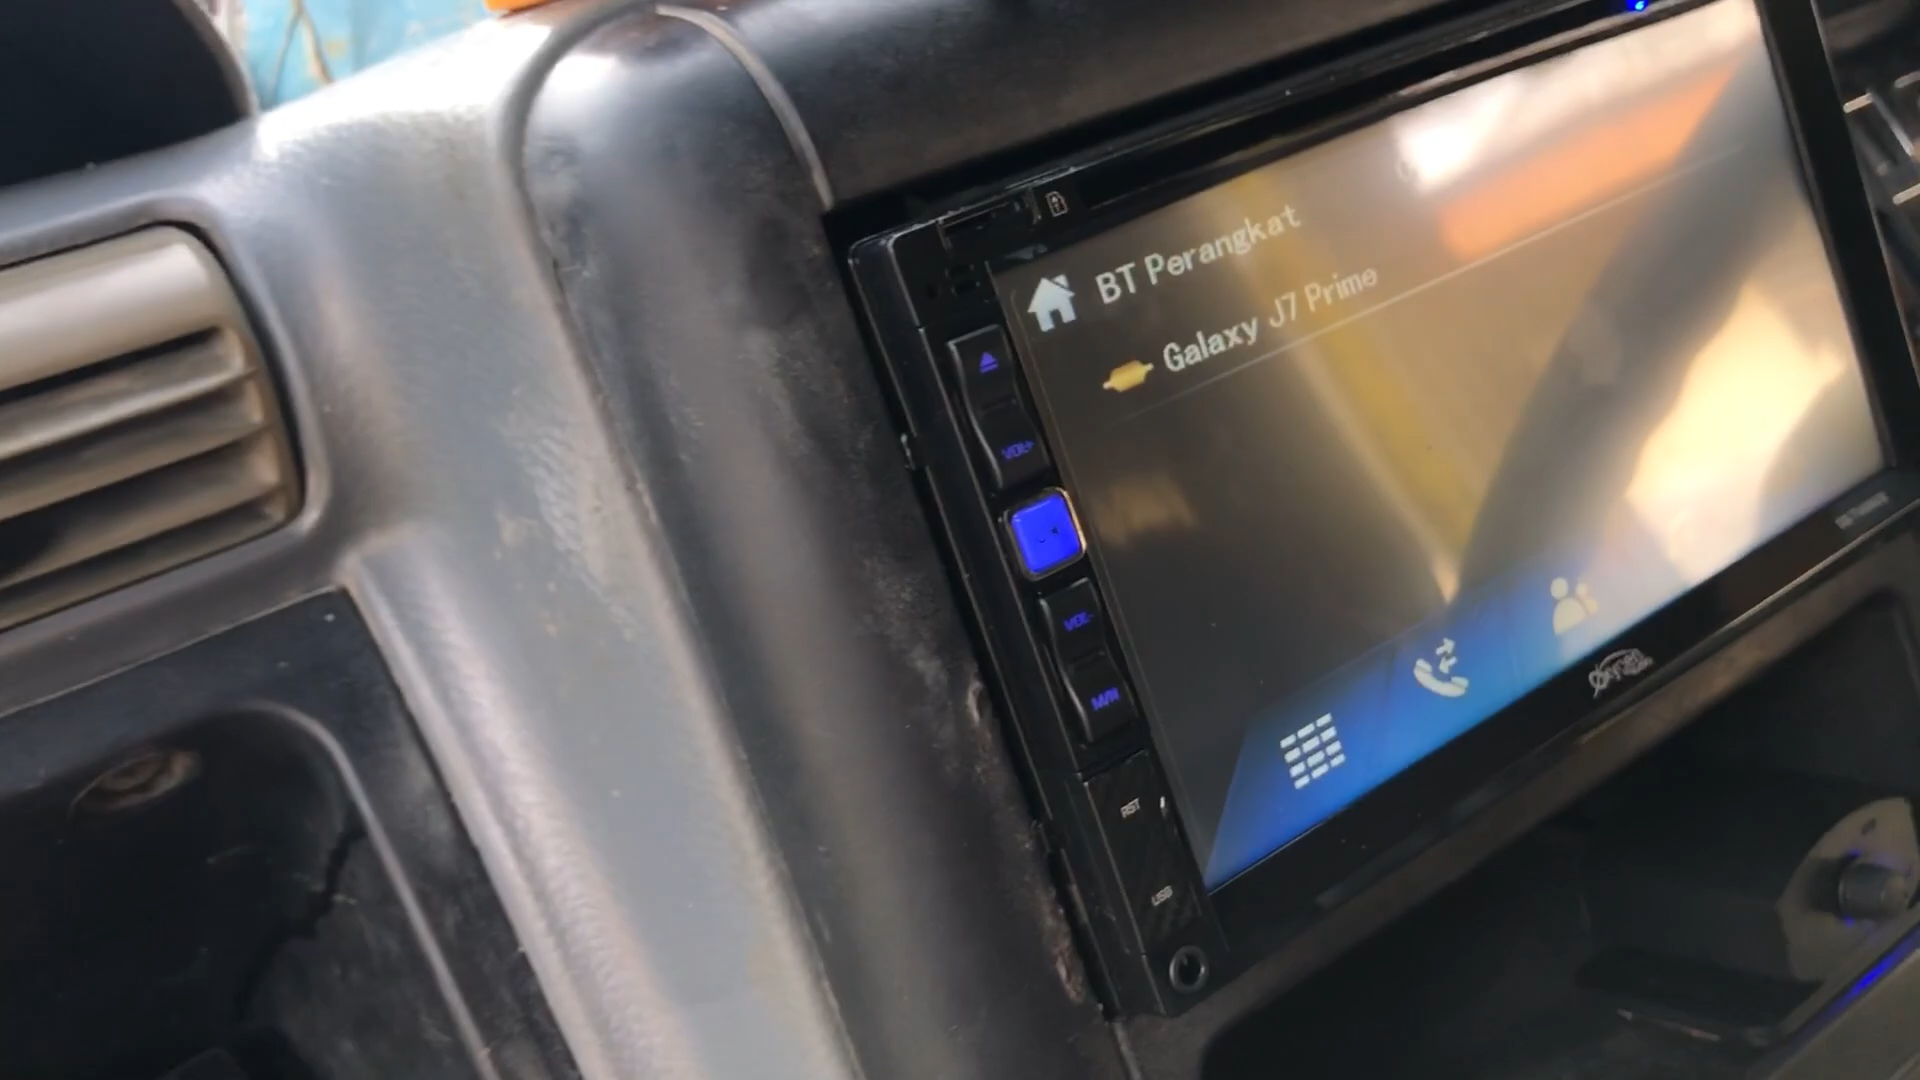 BT Perangkat
Galaxy J7 Prime
VOL+
VOL-
RST
USB